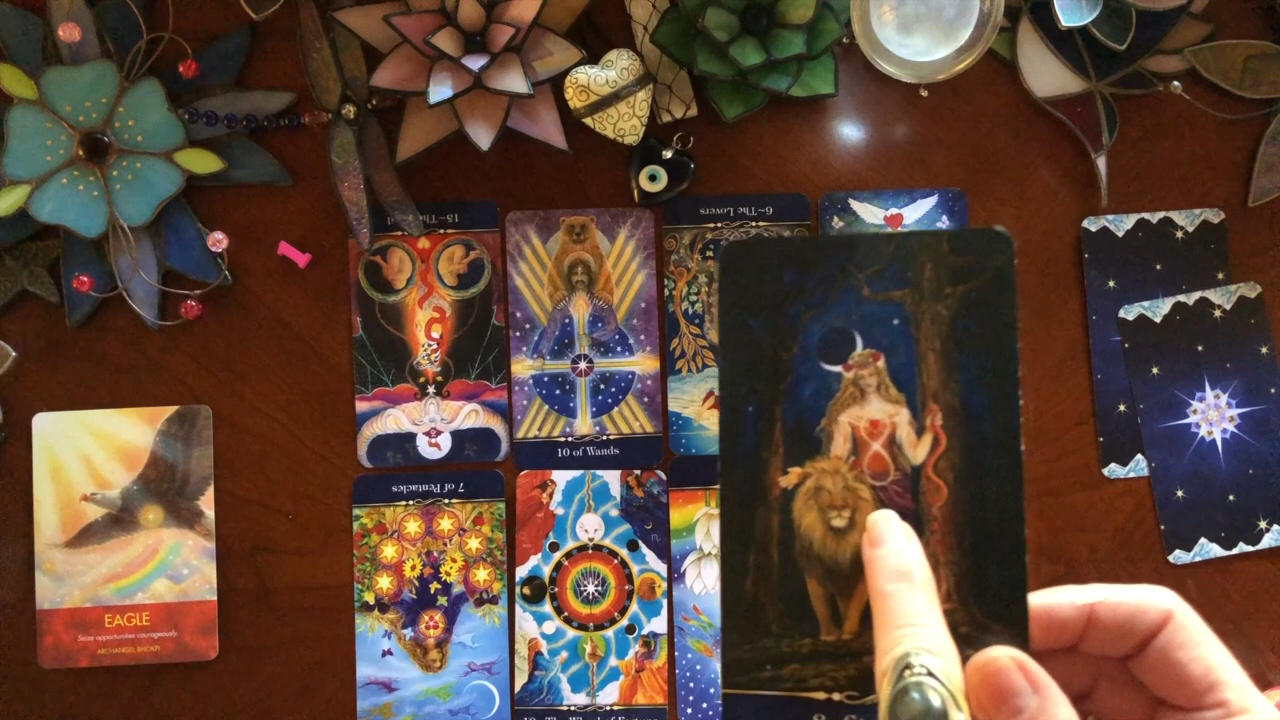 15~The
6~The Lovers
10 of Wands
7 of Pentacles
EAGLE
Seize opportunities courageously.
ARCHANGEL
10~The Wheel of Fortune